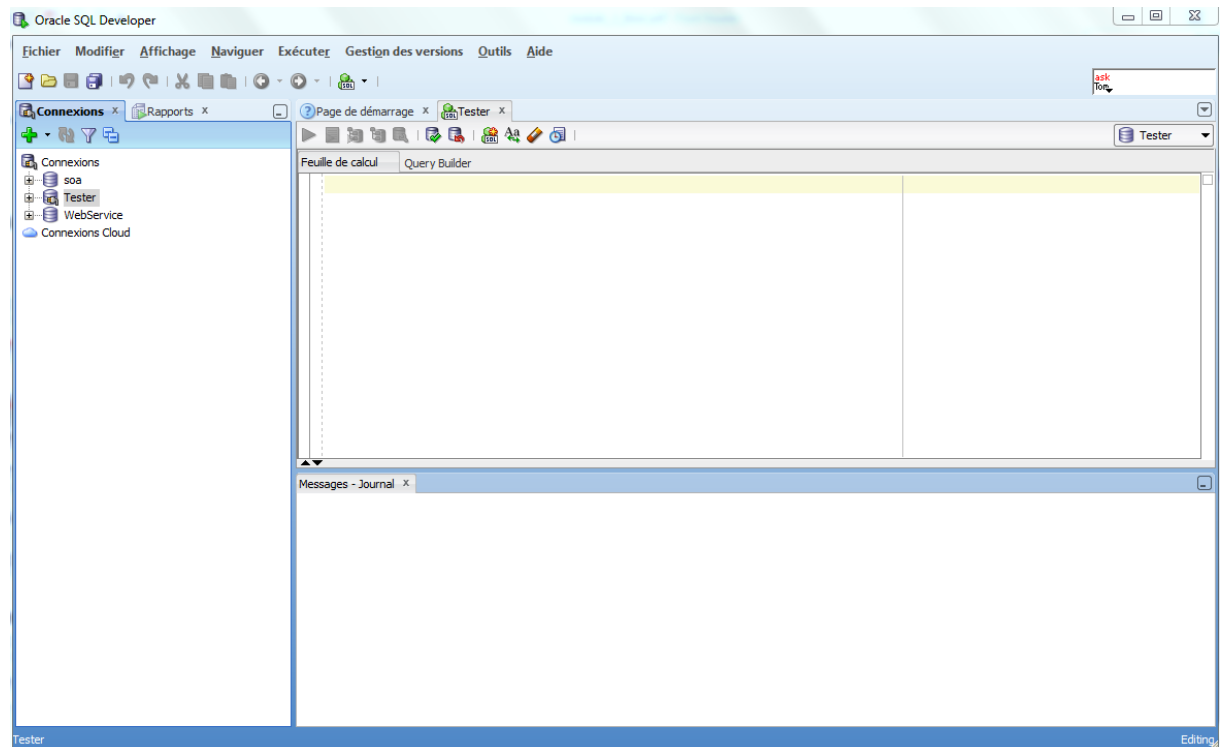 Oracle SQL Developer
Fichier Modifier Affichage Naviguer Exécuter Gestion des versions Outils Aide
ask
Tom
Connexions x Rapports x
Page de démarrage x Tester x
Tester
Feuille de calcul Query Builder
Connexions
soa
Tester
WebService
Connexions Cloud
Messages - Journal x
Tester Editing